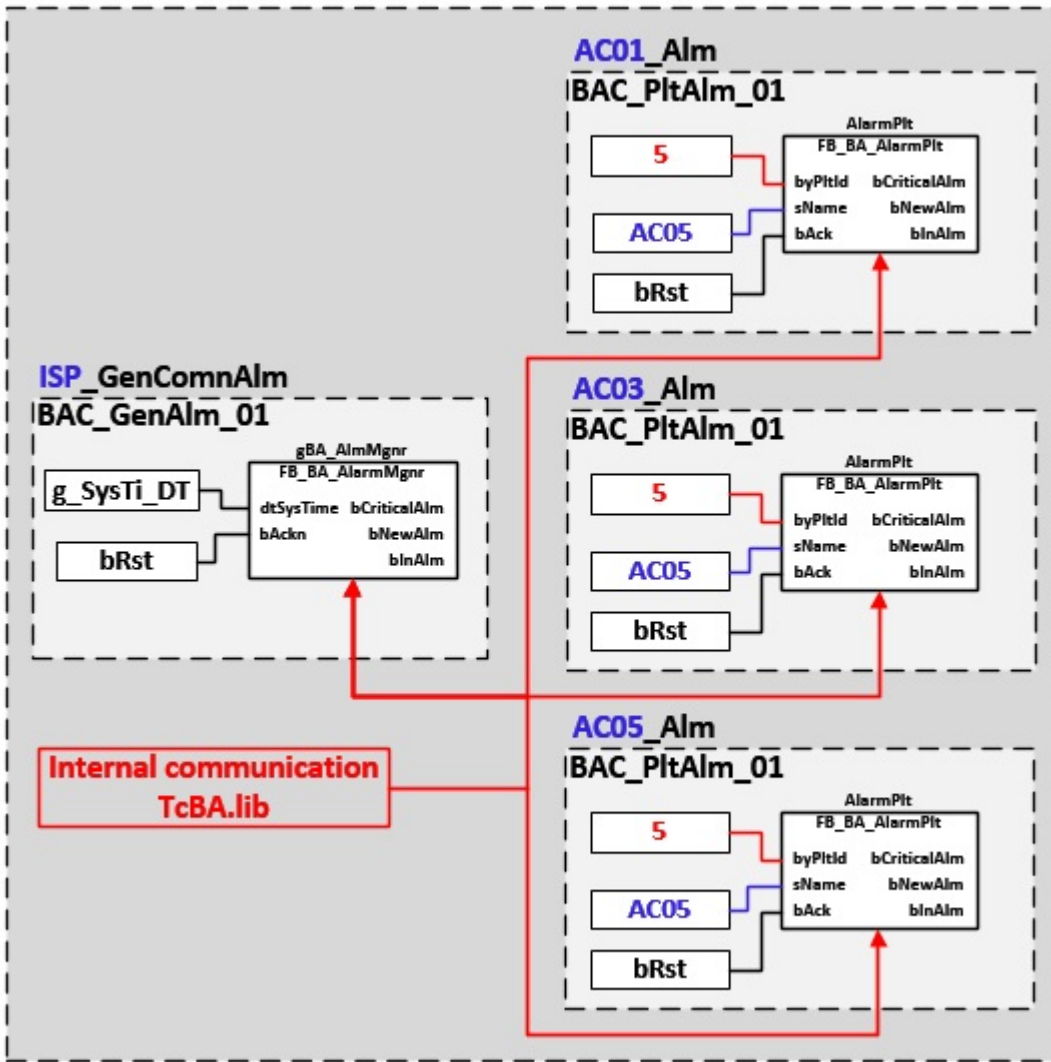 AC01_Alm
BAC_PltAlm_01
AlarmPlt
FB_BA_AlarmPlt
5
byPltId bCriticalAlm
AC05
sName bNewAlm
bAck bInAlm
bRst
ISP_GenComnAlm
BAC_GenAlm_01
gBA_AlmMgnr
FB_BA_AlarmMgnr
g_SysTi_DT
dtSysTime bCriticalAlm
bAckn bNewAlm
bRst
bInAlm
AC03_Alm
BAC_PltAlm_01
AlarmPlt
FB_BA_AlarmPlt
5
byPltId bCriticalAlm
AC05
sName bNewAlm
bAck bInAlm
bRst
Internal communication
TcBA.lib
AC05_Alm
BAC_PltAlm_01
AlarmPlt
FB_BA_AlarmPlt
5
byPltId bCriticalAlm
AC05
sName bNewAlm
bAck bInAlm
bRst